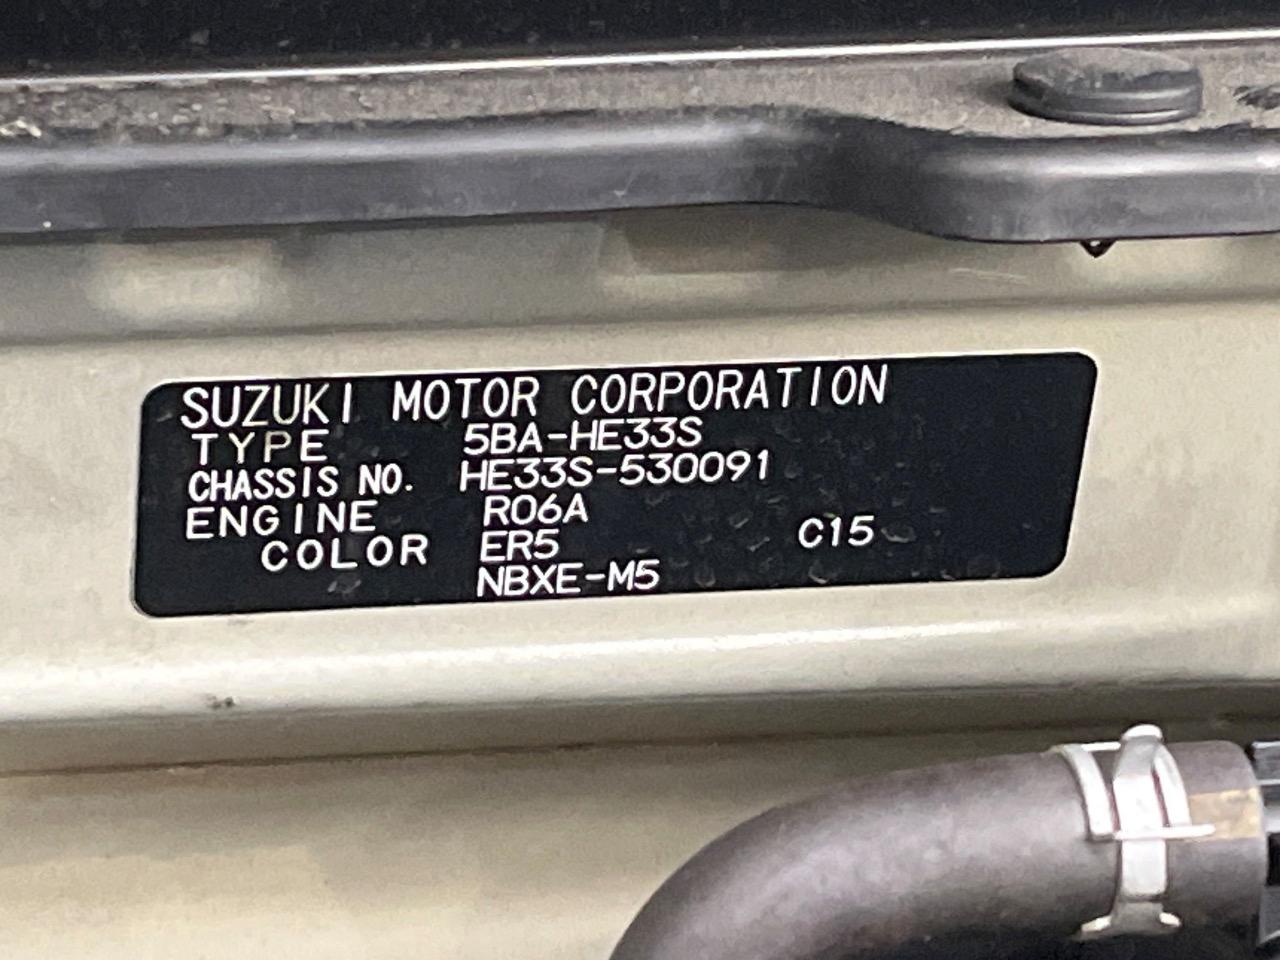 SUZUKI MOTOR CORPORATION
TYPE 5BA-HE33S
CHASSIS NO. HE33S-530091
ENGINE R06A
COLOR ER5 C15
NBXE-M5